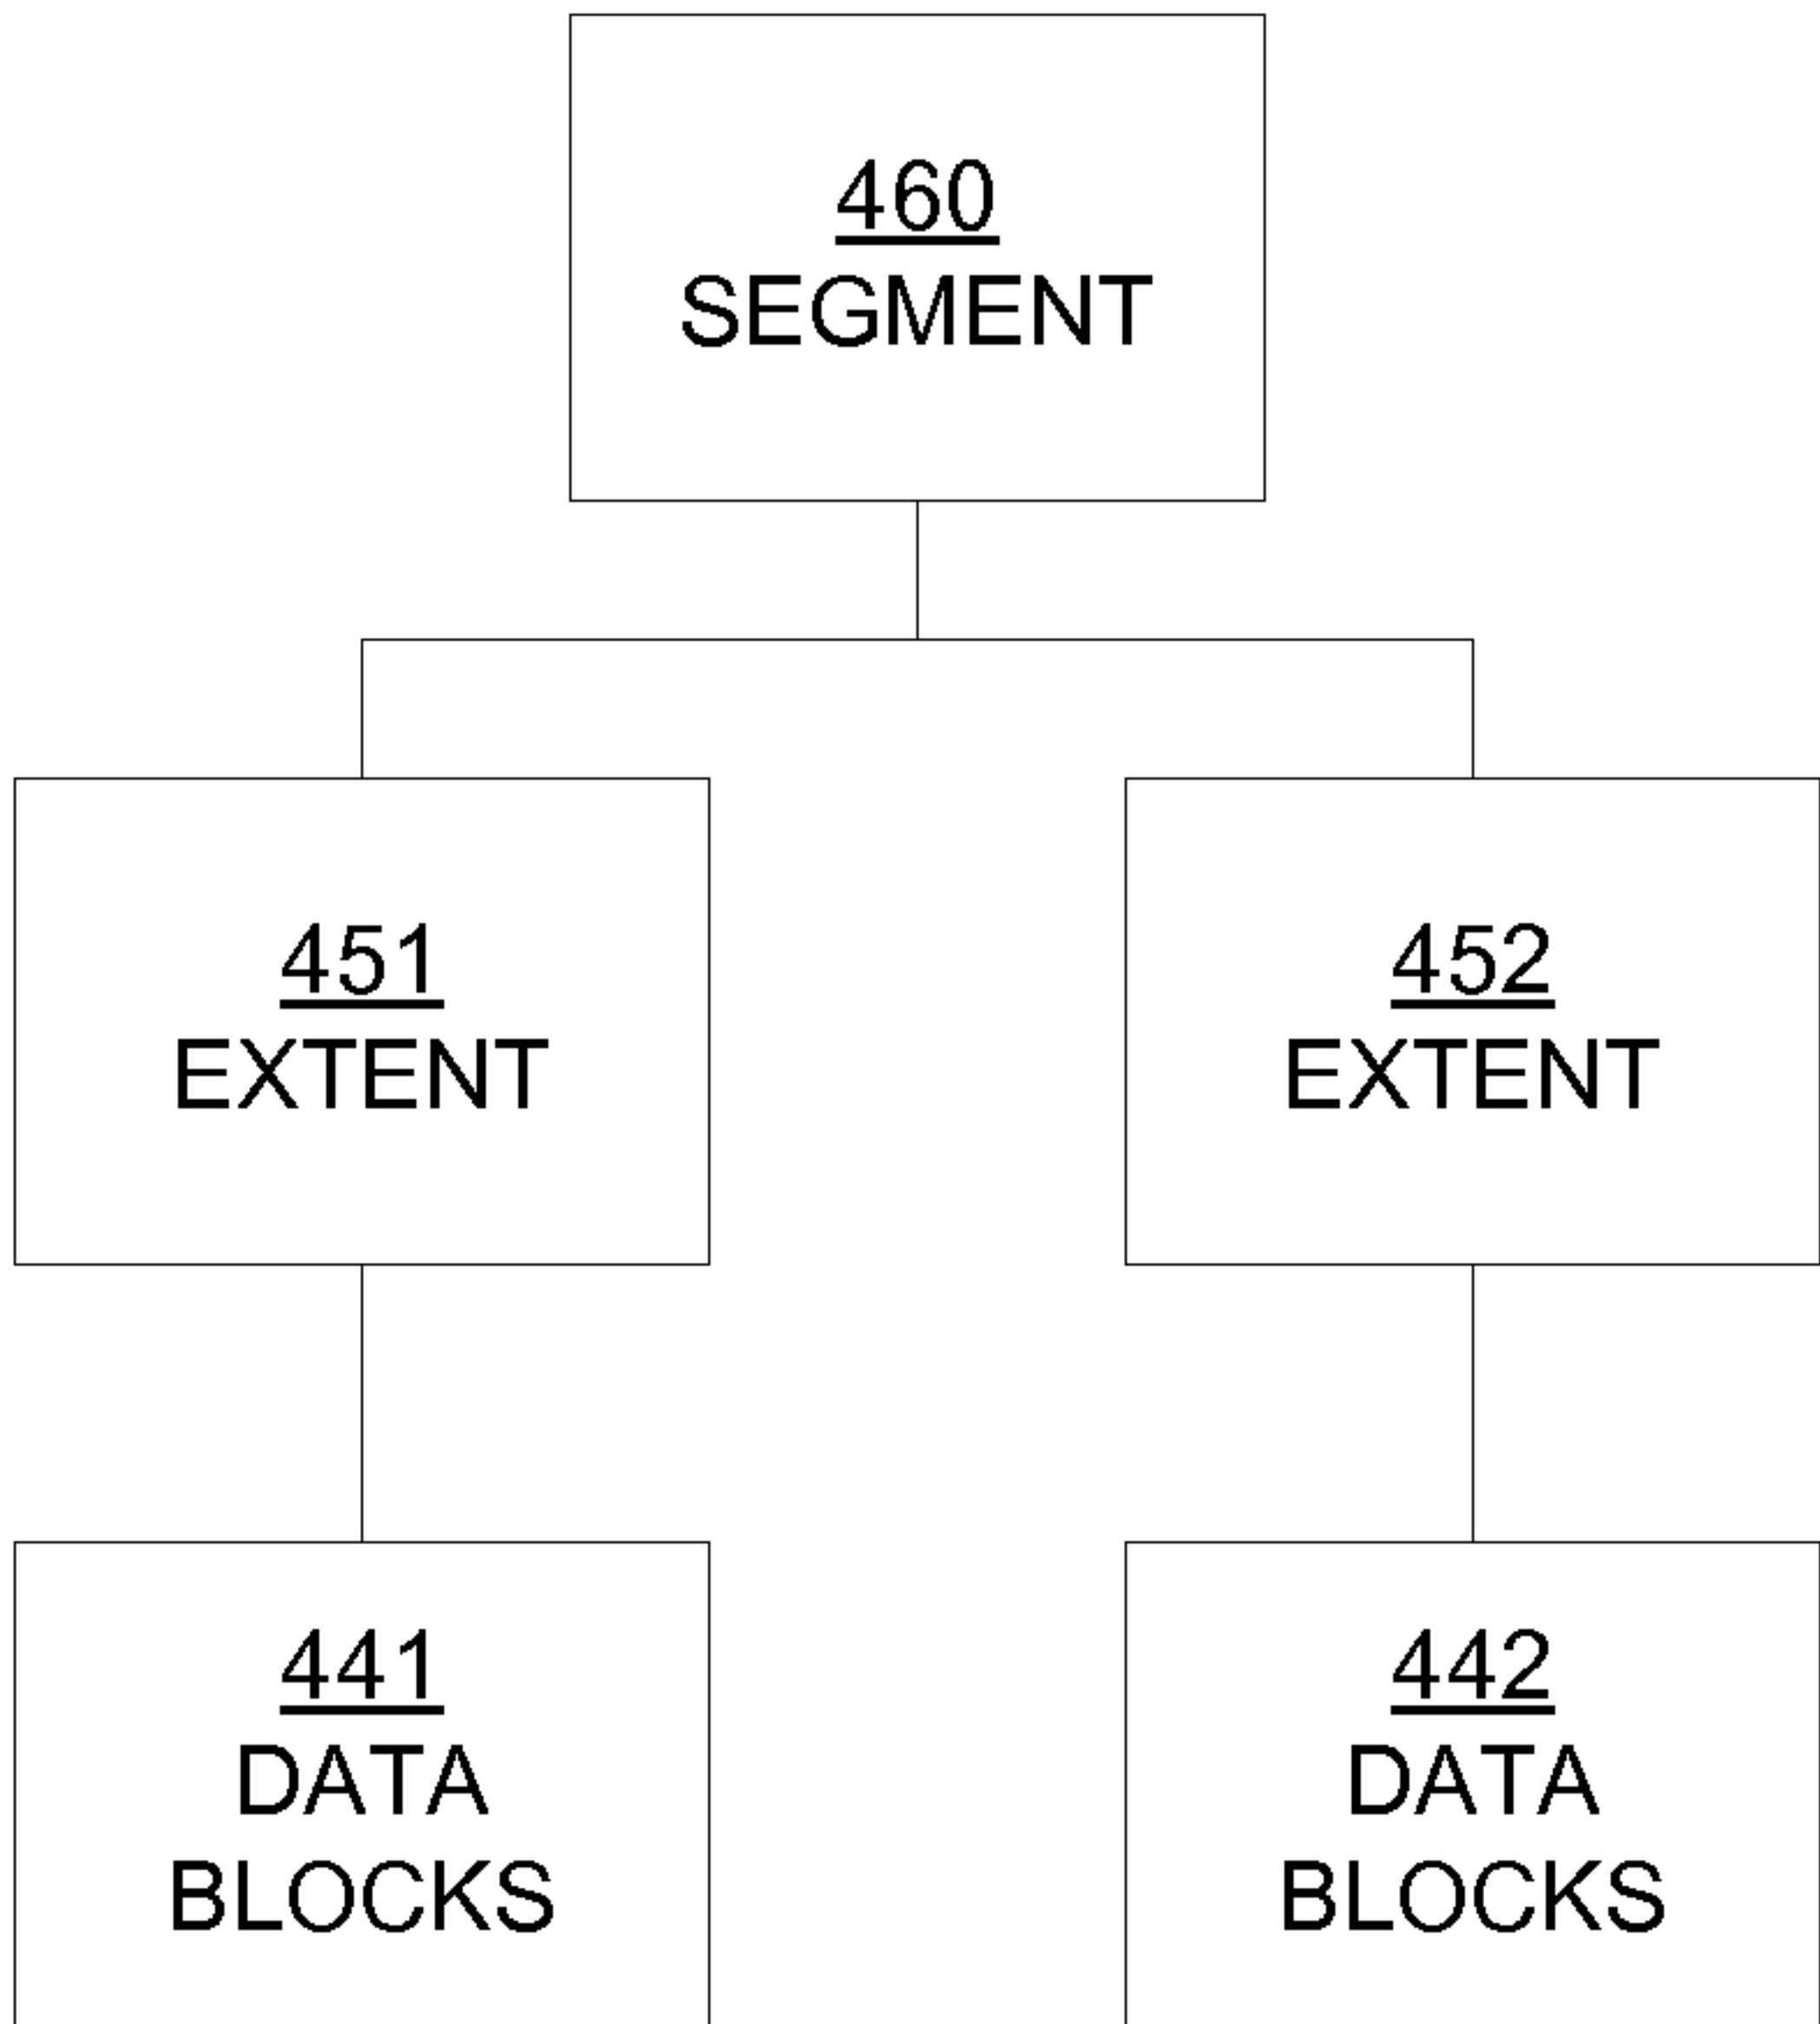 460
SEGMENT
451
EXTENT
452
EXTENT
441
DATA
BLOCKS
442
DATA
BLOCKS